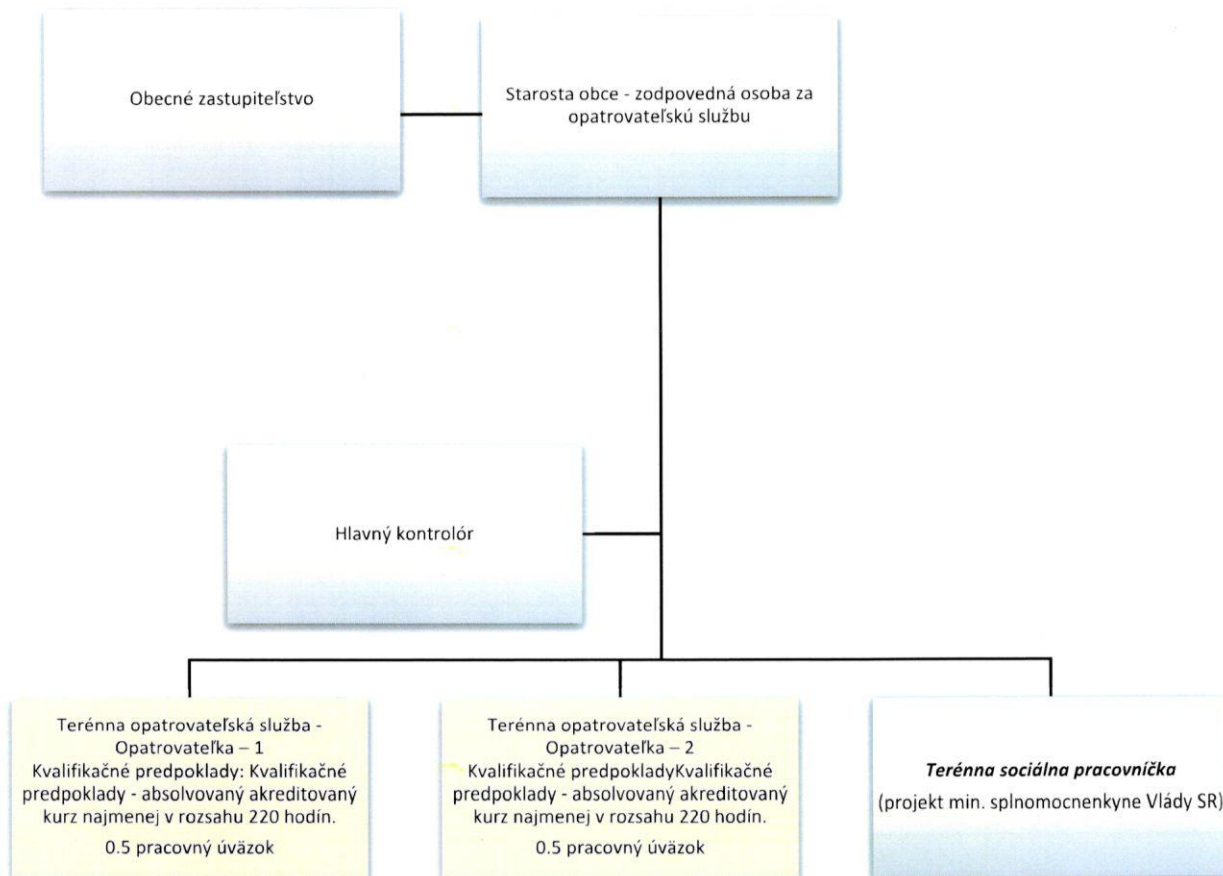 Obecné zastupiteľstvo
Starosta obce - zodpovedná osoba za
opatrovateľskú službu
Hlavný kontrolór
Terénna opatrovateľská služba -
Opatrovateľka – 1
Kvalifikačné predpoklady: Kvalifikačné
predpoklady - absolvovaný akreditovaný
kurz najmenej v rozsahu 220 hodín.
0.5 pracovný úväzok
Terénna opatrovateľská služba -
Opatrovateľka – 2
Kvalifikačné predpokladyKvalifikačné
predpoklady - absolvovaný akreditovaný
kurz najmenej v rozsahu 220 hodín.
0.5 pracovný úväzok
Terénna sociálna pracovníčka
(projekt min. splnomocnenkyne Vlády SR)